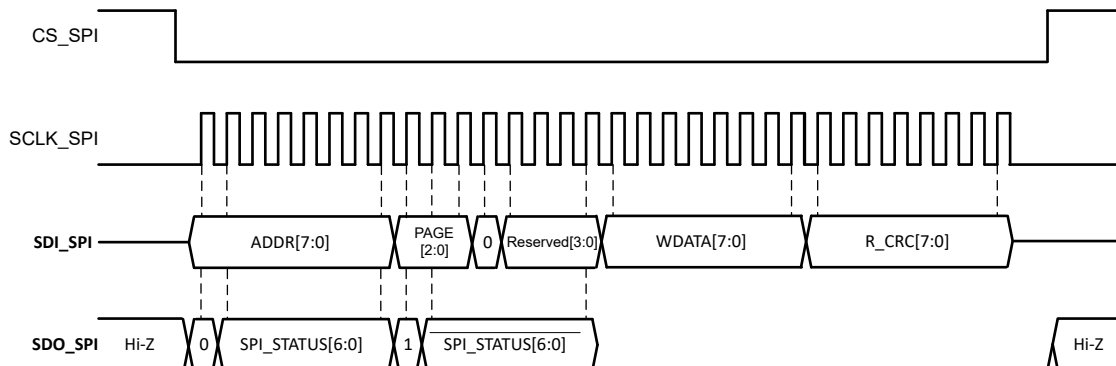 CS_SPI
SCLK_SPI
SDI_SPI
ADDR[7:0]
PAGE
[2:0]
0
Reserved[3:0]
WDATA[7:0]
R_CRC[7:0]
SDO_SPI
Hi-Z
0
SPI_STATUS[6:0]
1
SPI_STATUS[6:0]
Hi-Z